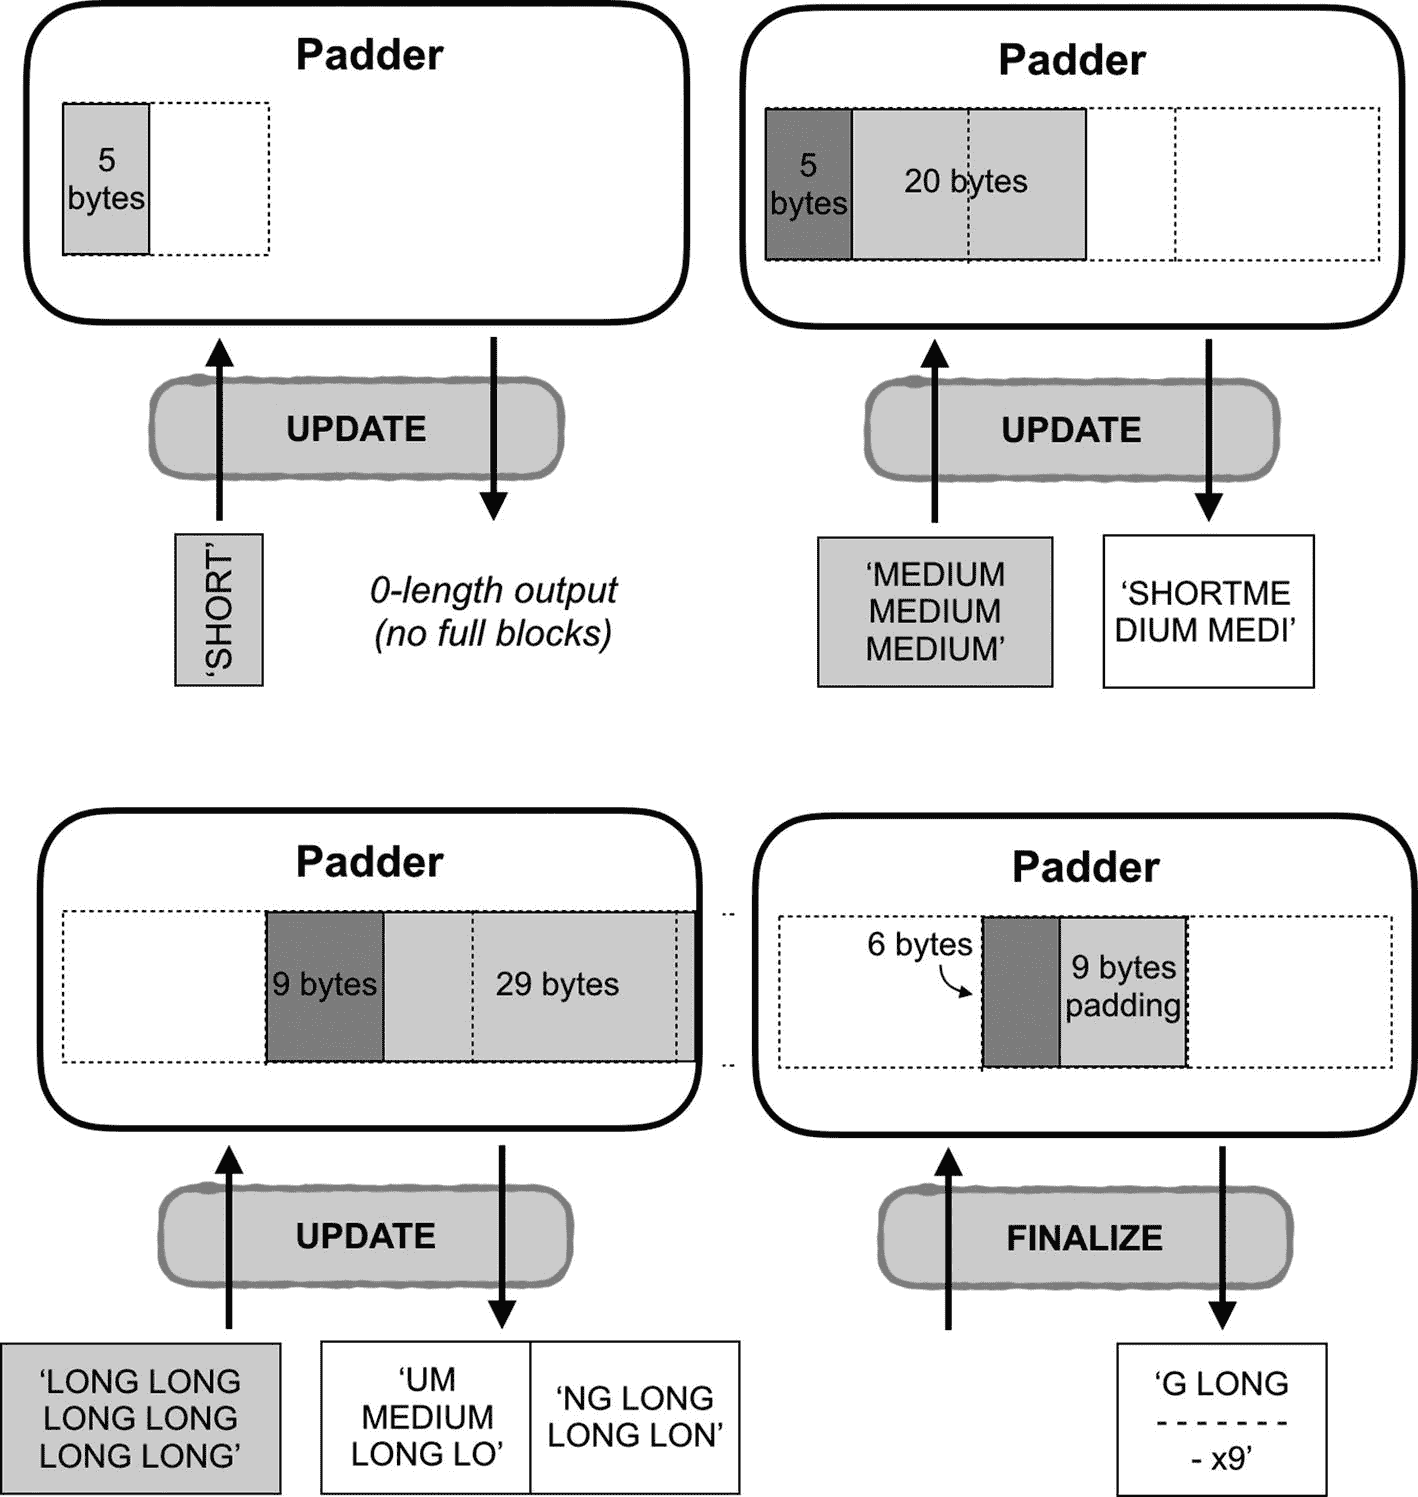 Padder
5
bytes
UPDATE
‘SHORT’
0-length output
(no full blocks)
Padder
5
bytes
20 bytes
UPDATE
‘MEDIUM
MEDIUM
MEDIUM’
‘SHORTME
DIUM MEDI’
Padder
9 bytes
29 bytes
UPDATE
‘LONG LONG
LONG LONG
LONG LONG’
‘UM
MEDIUM
LONG LO’
‘NG LONG
LONG LON’
Padder
6 bytes
9 bytes
padding
FINALIZE
‘G LONG
- - - - - - -
- x9’